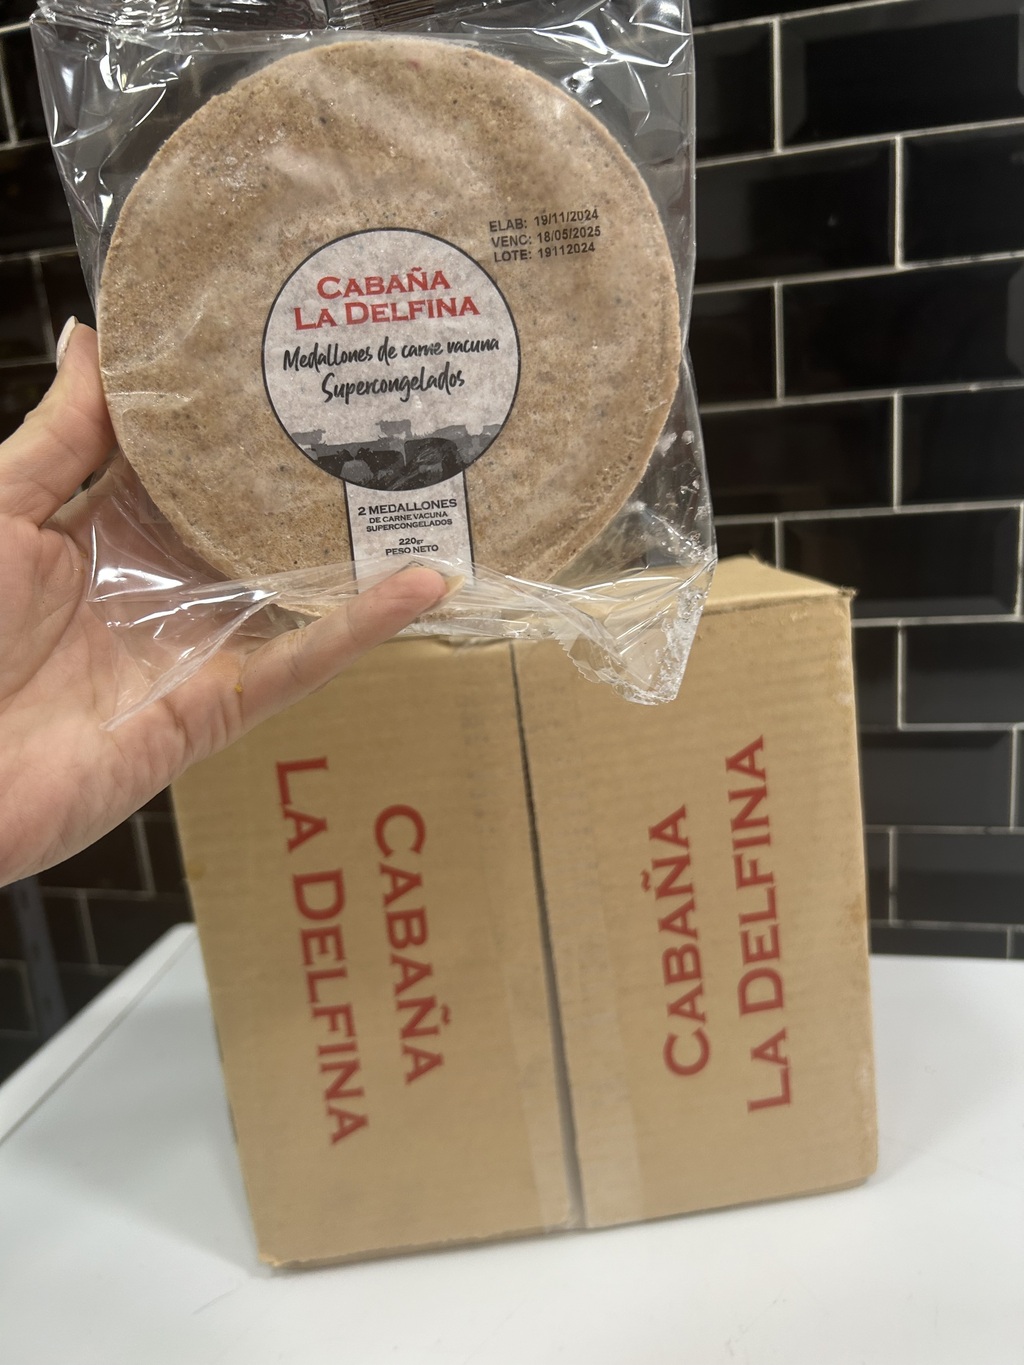 ELAB: 19/11/2024
VENC: 18/05/2025
LOTE: 19112024
CABAÑA
LA DELFINA
Medallones de carne vacuna
Supercongelados
2 MEDALLONES
DE CARNE VACUNA
SUPERCONGELADOS
220gr
PESO NETO
CABAÑA
LA DELFINA
CABAÑA
LA DELFINA